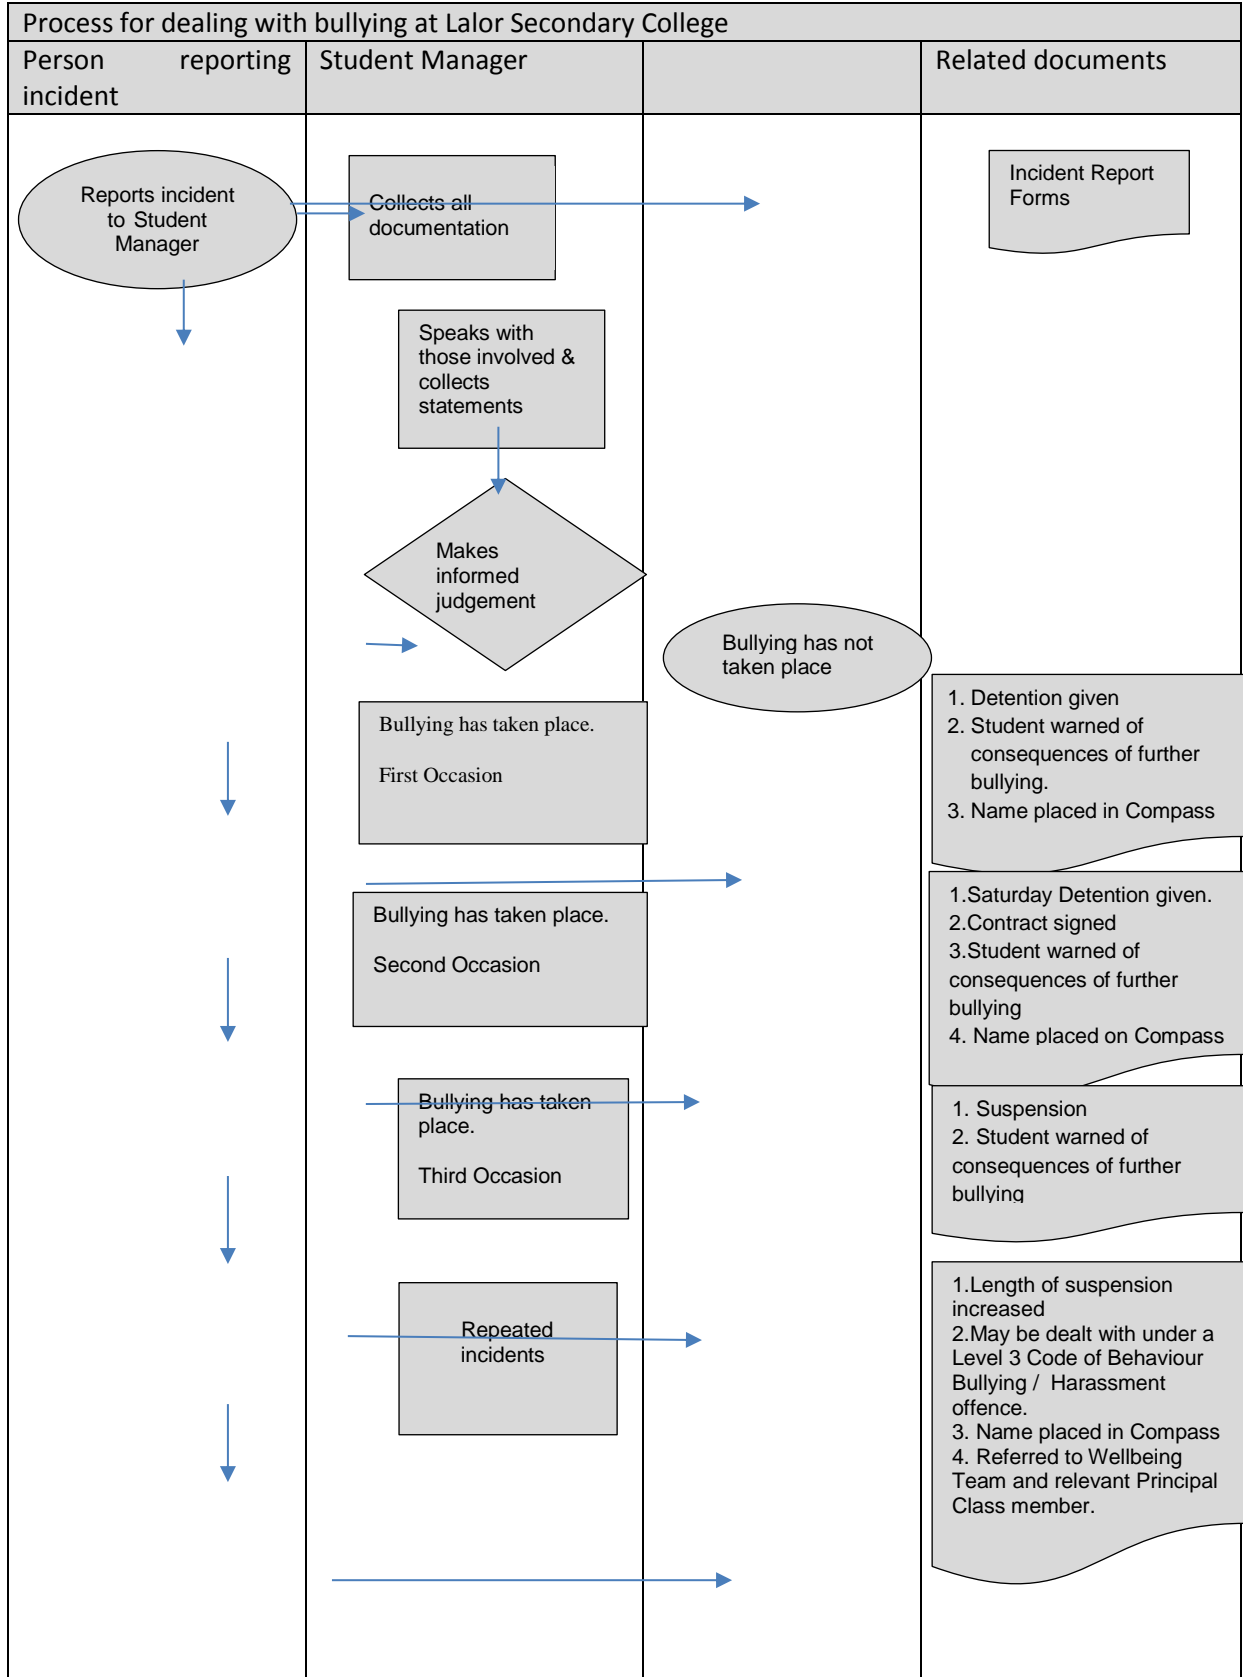 Process for dealing with bullying at Lalor Secondary College
Person reporting
incident
Student Manager
Related documents
Reports incident
to Student
Manager
Collects all
documentation
Incident Report
Forms
Speaks with
those involved &
collects
statements
Makes
informed
judgement
Bullying has not
taken place
Bullying has taken place.
First Occasion
1. Detention given
2. Student warned of
consequences of further
bullying.
3. Name placed in Compass
Bullying has taken place.
Second Occasion
1.Saturday Detention given.
2.Contract signed
3.Student warned of
consequences of further
bullying
4. Name placed on Compass
Bullying has taken
place.
Third Occasion
1. Suspension
2. Student warned of
consequences of further
bullying
Repeated
incidents
1.Length of suspension
increased
2.May be dealt with under a
Level 3 Code of Behaviour
Bullying / Harassment
offence.
3. Name placed in Compass
4. Referred to Wellbeing
Team and relevant Principal
Class member.